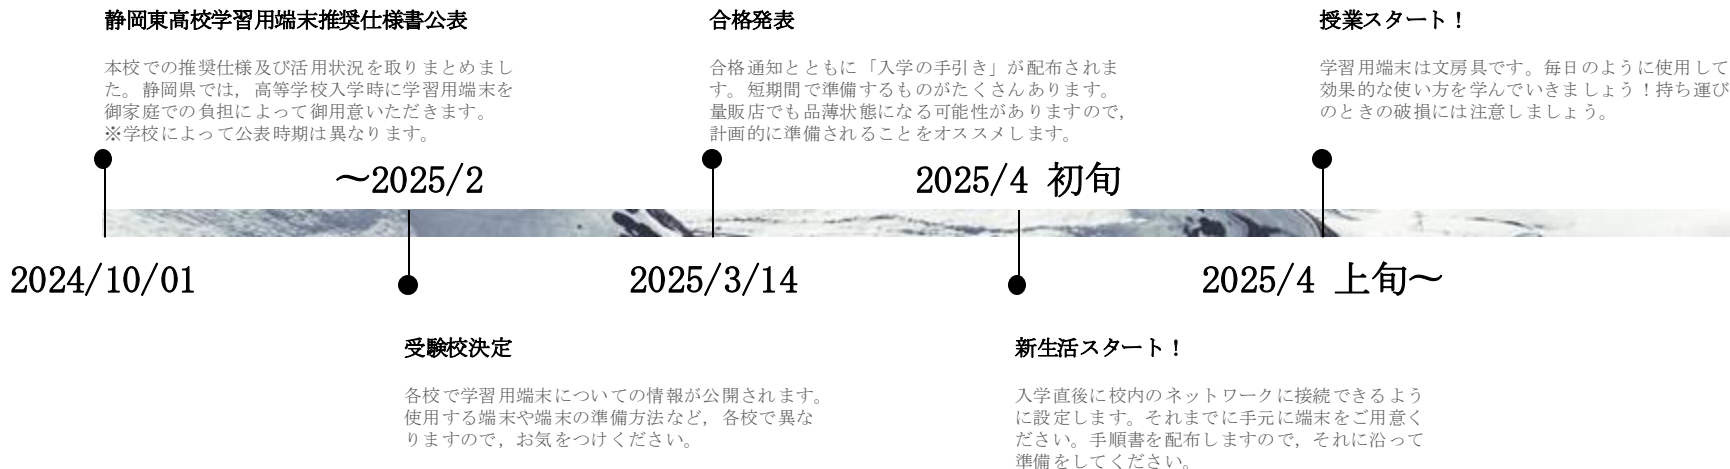 静岡東高校学習用端末推奨仕様書公表
本校での推奨仕様及び活用状況を取りまとめまし
た。静岡県では，高等学校入学時に学習用端末を
御家庭での負担によって御用意いただきます。
※学校によって公表時期は異なります。
2024/10/01
～2025/2
受験校決定
各校で学習用端末についての情報が公開されます。
使用する端末や端末の準備方法など，各校で異な
りますので，お気をつけください。
合格発表
合格通知とともに「入学の手引き」が配布されま
す。短期間で準備するものがたくさんあります。
量販店でも品薄状態になる可能性がありますので，
計画的に準備されることをオススメします。
2025/3/14
2025/4 初旬
新生活スタート！
入学直後に校内のネットワークに接続できるよう
に設定します。それまでに手元に端末をご用意く
ださい。手順書を配布しますので，それに沿って
準備をしてください。
授業スタート！
学習用端末は文房具です。毎日のように使用して
効果的な使い方を学んでいきましょう！持ち運び
のときの破損には注意しましょう。
2025/4 上旬～